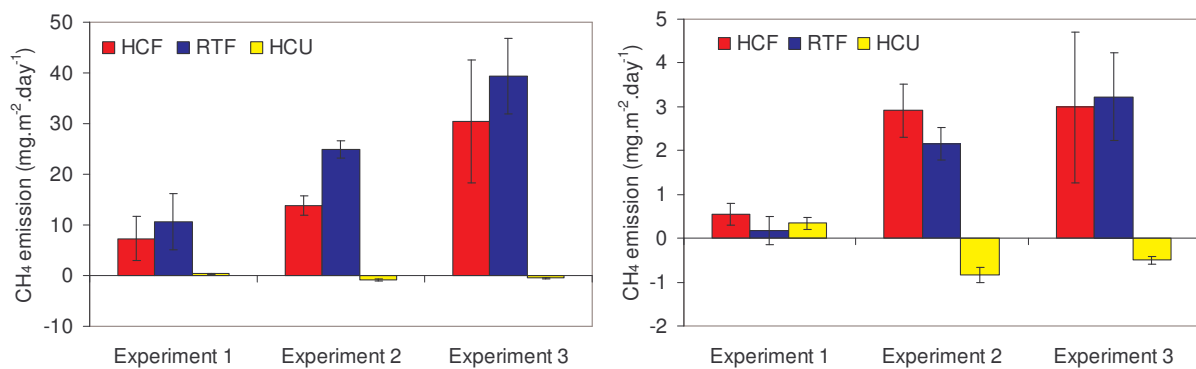 CH₄ emission (mg.m⁻².day⁻¹)
50
40
30
20
10
0
-10
HCF RTF HCU
Experiment 1 Experiment 2 Experiment 3
CH₄ emission (mg.m⁻².day⁻¹)
5
4
3
2
1
0
-1
-2
HCF RTF HCU
Experiment 1 Experiment 2 Experiment 3